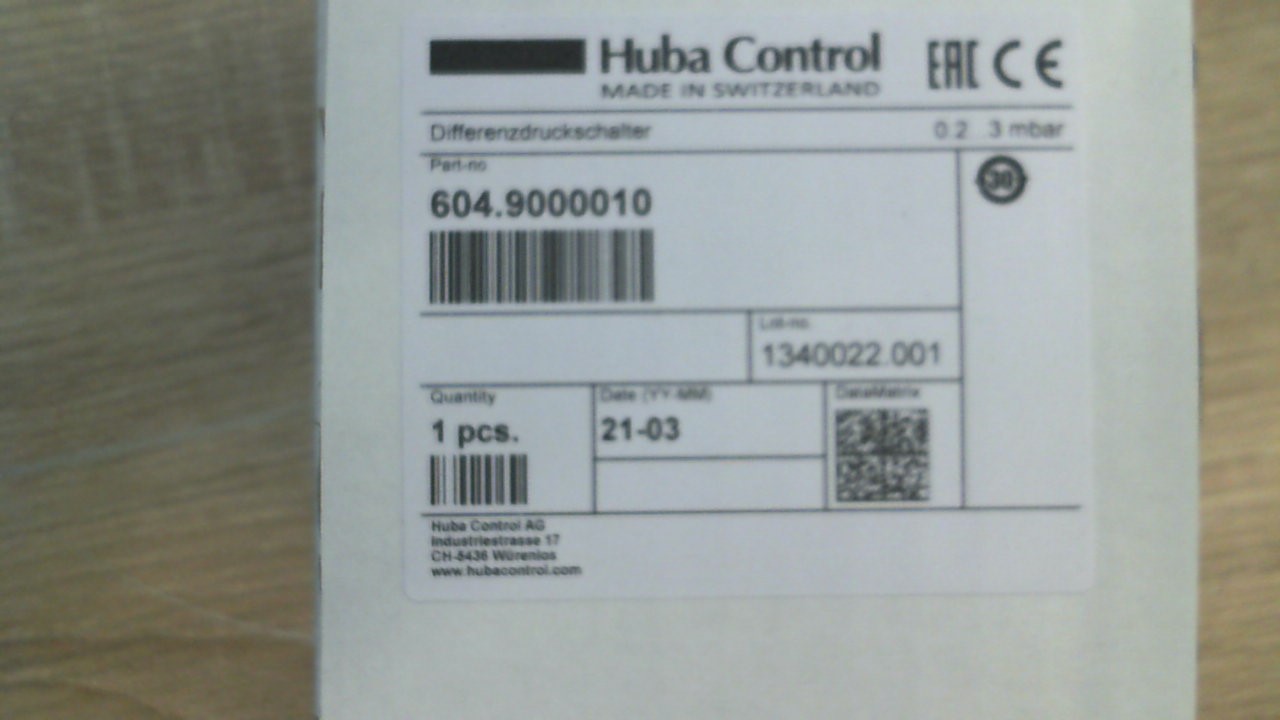 Huba Control
MADE IN SWITZERLAND
EAC CE
Differenzdruckschalter 0.2...3 mbar
Part-no
604.9000010
30
Lot-no.
1340022.001
Quantity
1 pcs.
Date (YY-MM)
21-03
DataMatrix
Huba Control AG
Industriestrasse 17
CH-5436 Würenlos
www.hubacontrol.com